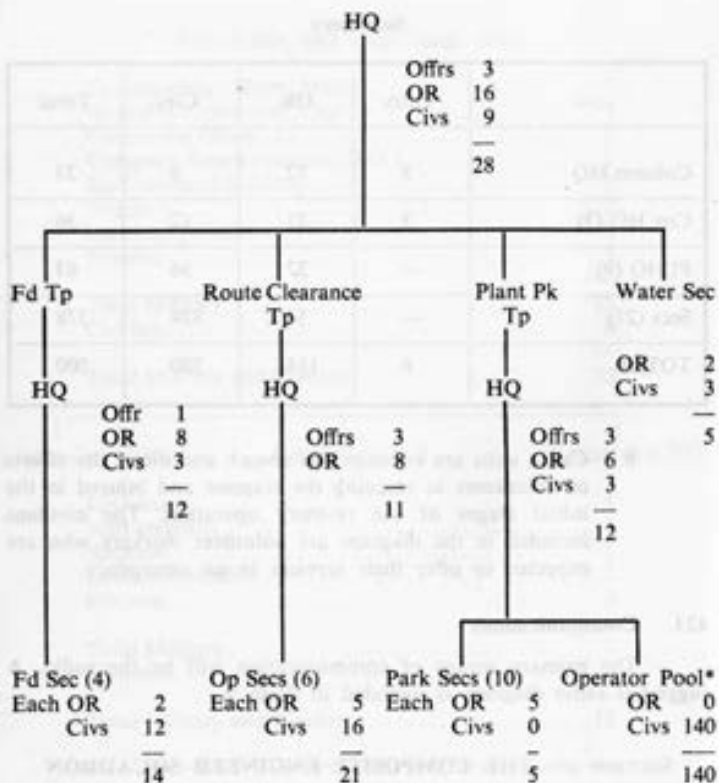 HQ
Offrs 3
OR 16
Civs 9
28
Fd Tp
Route Clearance
Tp
Plant Pk
Tp
Water Sec
OR 2
Civs 3
5
HQ
Offr 1
OR 8
Civs 3
12
HQ
Offrs 3
OR 8
11
HQ
Offrs 3
OR 6
Civs 3
12
Fd Sec (4)
Each OR 2
Civs 12
14
Op Secs (6)
Each OR 5
Civs 16
21
Park Secs (10)
Each OR 5
Civs 0
5
Operator Pool*
OR 0
Civs 140
140